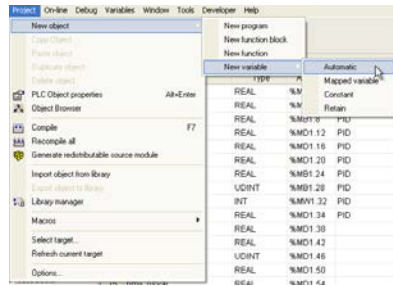 Project On-line Debug Variables Window Tools Developer Help
New object
Copy Object
Paste object
Duplicate object
Delete object
PLC Object properties Alt+Enter
Object Browser
Compile F7
Recompile all
Generate redistributable source module
Import object from library
Export object to library
Library manager
Macros
Select target...
Refresh current target
Options...
New program
New function block
New function
New variable
Automatic
Mapped variable
Constant
Retain
Type
REAL
REAL
REAL %MB1.8 PID
REAL %MD1.12 PID
REAL %MD1.16 PID
REAL %MD1.20 PID
REAL %MB1.24 PID
UDINT %MB1.28 PID
INT %MW1.32 PID
REAL %MD1.34 PID
REAL %MD1.38
REAL %MD1.42
UDINT %MD1.46
REAL %MD1.50
REAL %MD1.54